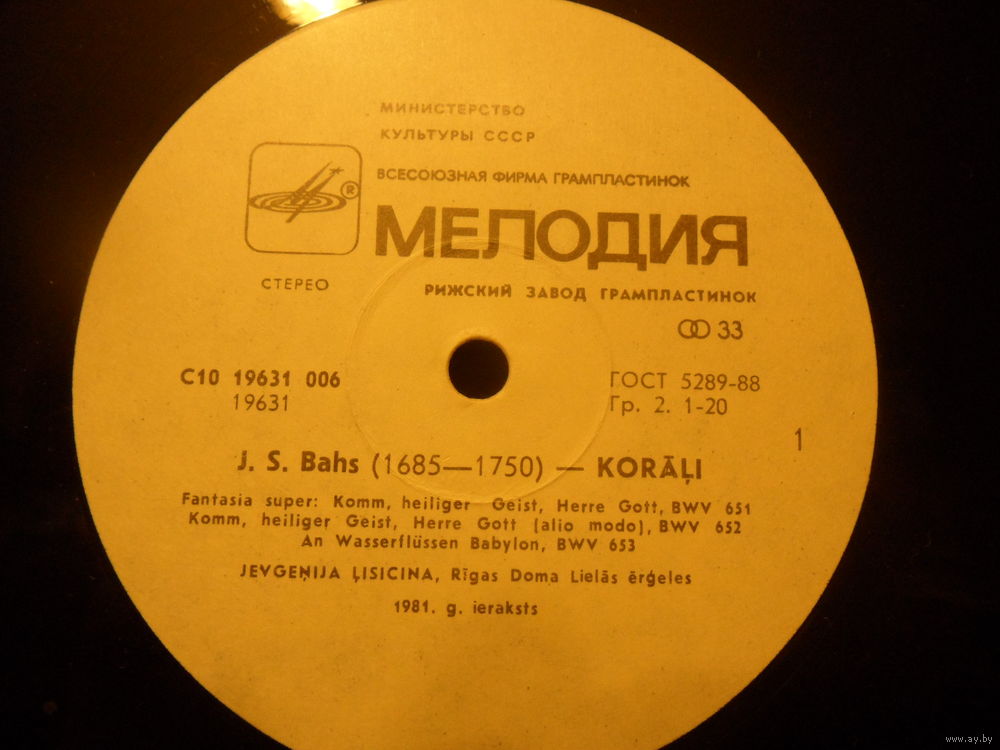 МИНИСТЕРСТВО
КУЛЬТУРЫ СССР
ВСЕСОЮЗНАЯ ФИРМА ГРАМПЛАСТИНОК
®
МЕЛОДИЯ
СТЕРЕО
РИЖСКИЙ ЗАВОД ГРАМПЛАСТИНОК
33
С10 19631 006
ГОСТ 5289-88
19631
Гр. 2. 1-20
1
J. S. Bahs (1685—1750) — KORĀĻI
Fantasia super: Komm, heiliger Geist, Herre Gott, BWV 651
Komm, heiliger Geist, Herre Gott (alio modo), BWV 652
An Wasserflüssen Babylon, BWV 653
JEVGEŅIJA ĻISICINA, Rīgas Doma Lielās ērģeles
1981. g. ieraksts
www.ay.by